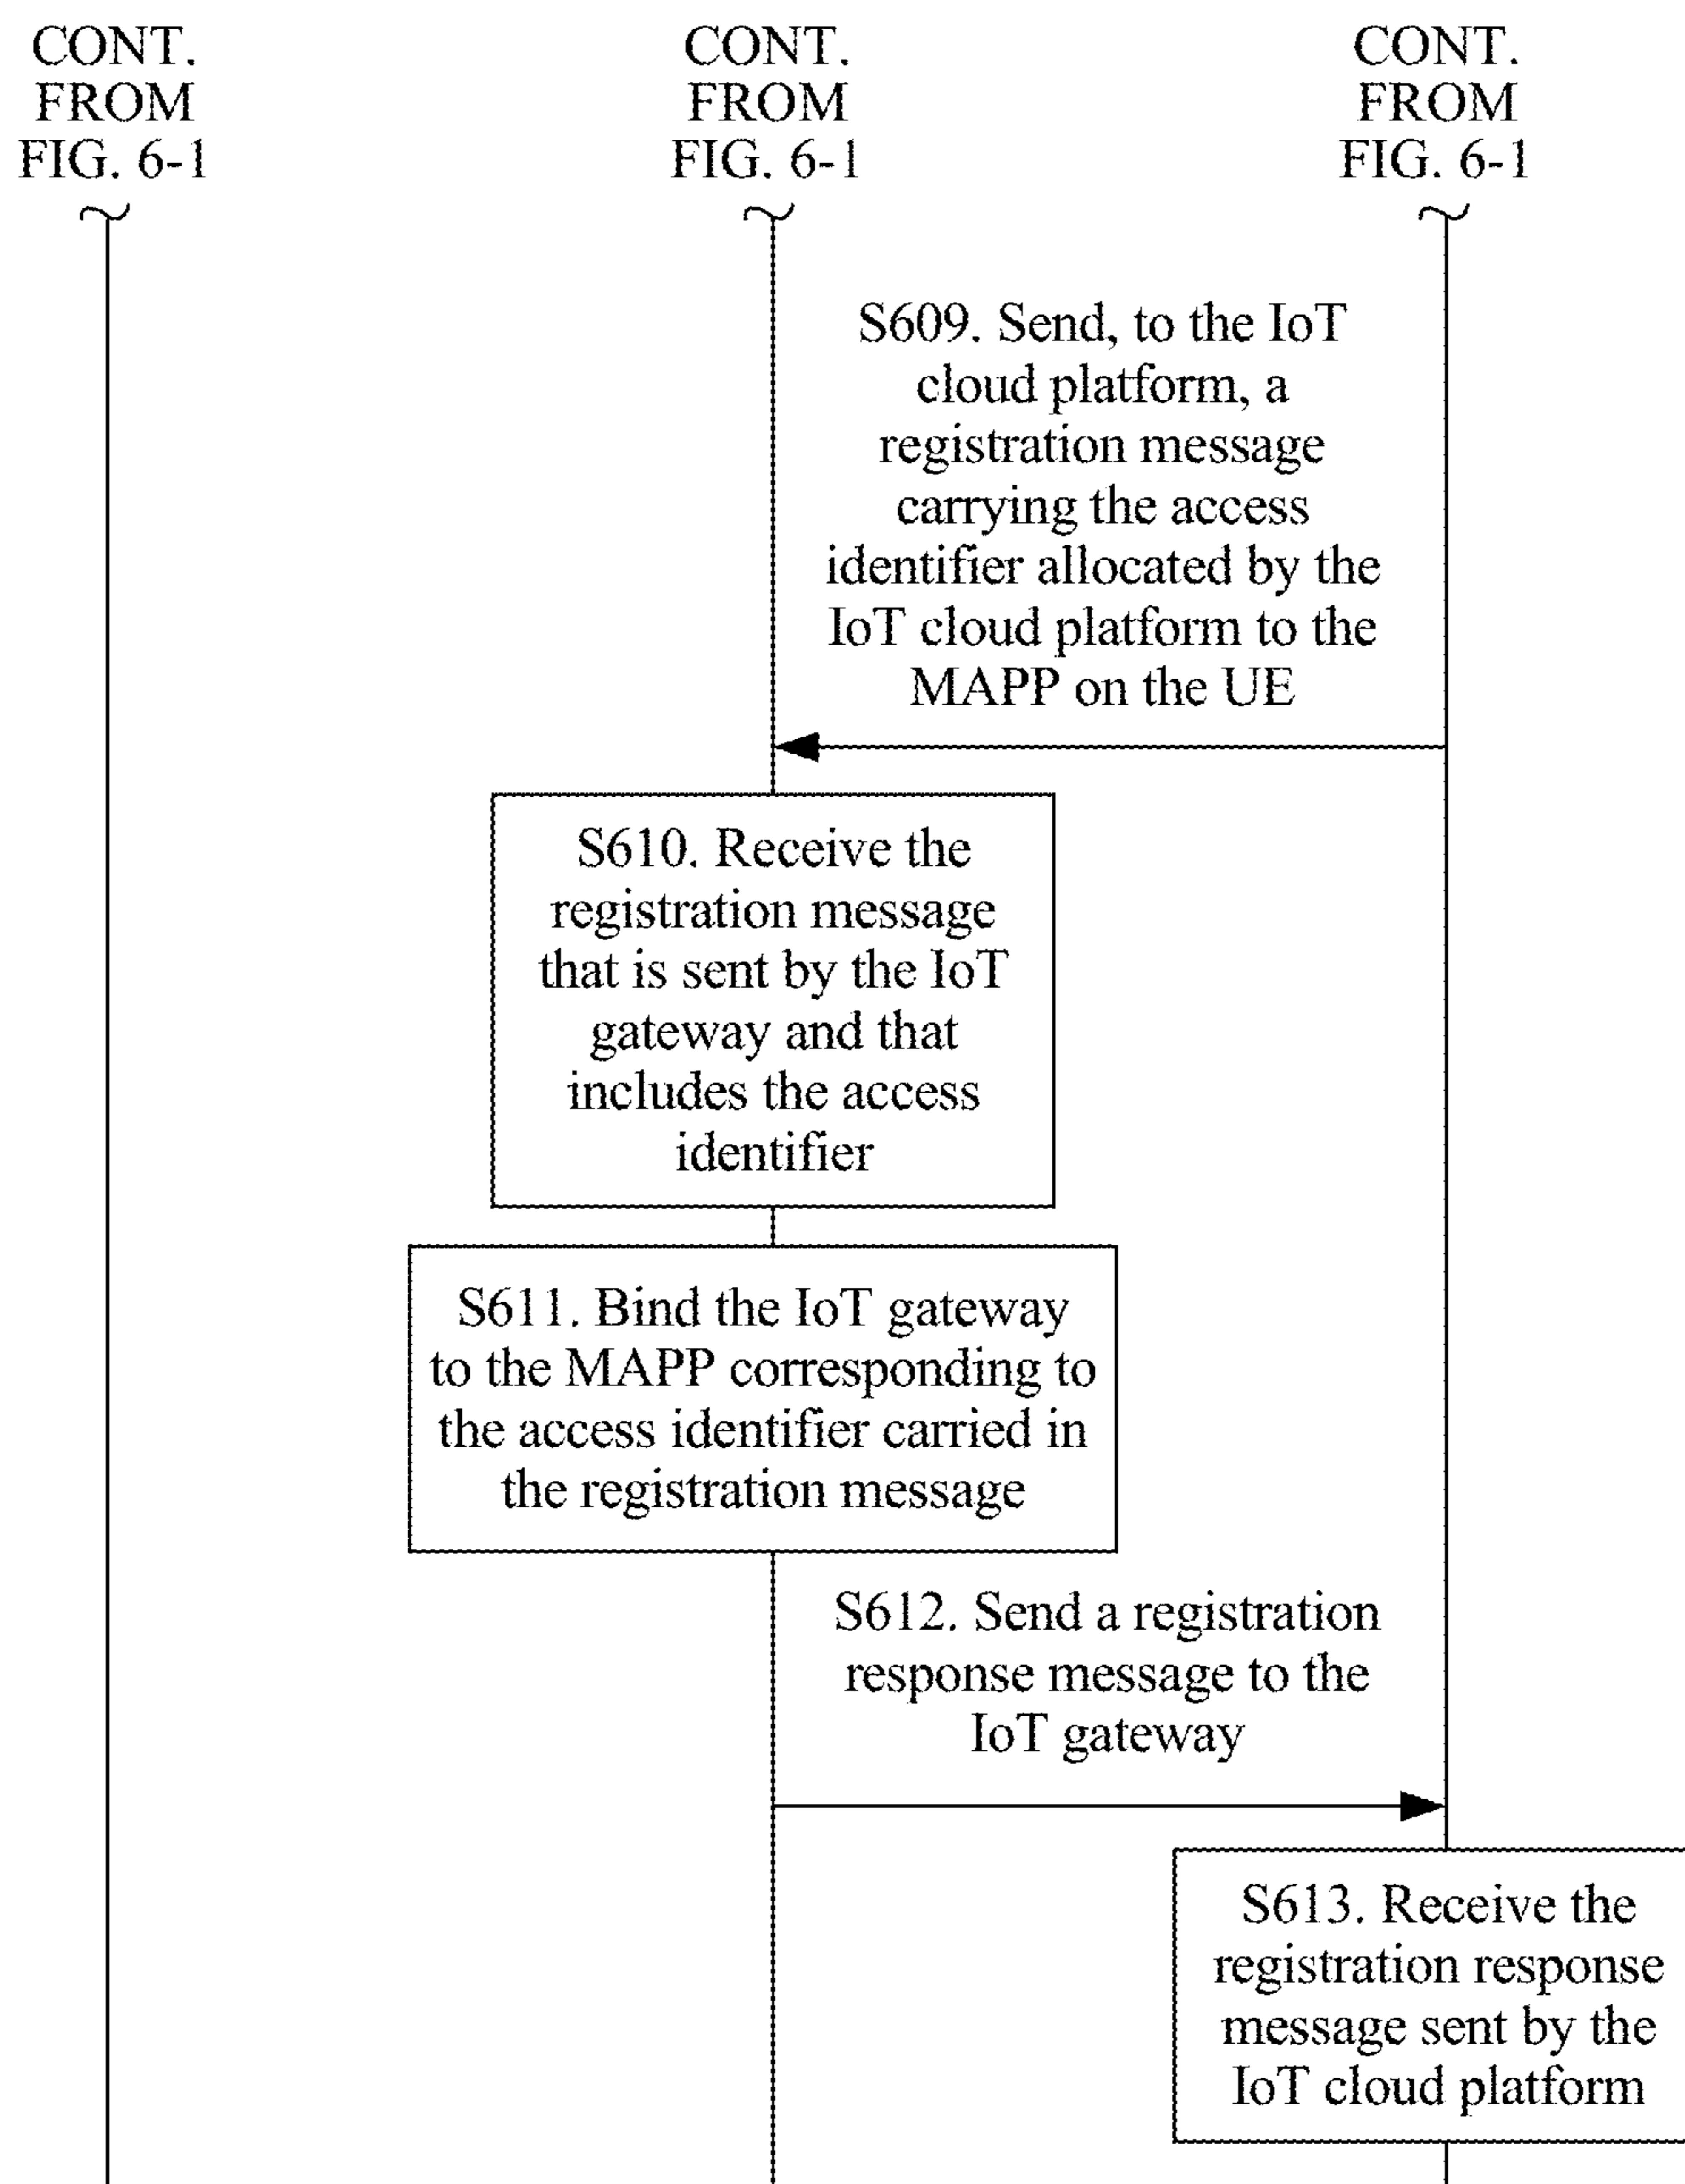 CONT.
FROM
FIG. 6-1
CONT.
FROM
FIG. 6-1
CONT.
FROM
FIG. 6-1
S609. Send, to the IoT
cloud platform, a
registration message
carrying the access
identifier allocated by the
IoT cloud platform to the
MAPP on the UE
S610. Receive the
registration message
that is sent by the IoT
gateway and that
includes the access
identifier
S611. Bind the IoT gateway
to the MAPP corresponding to
the access identifier carried in
the registration message
S612. Send a registration
response message to the
IoT gateway
S613. Receive the
registration response
message sent by the
IoT cloud platform